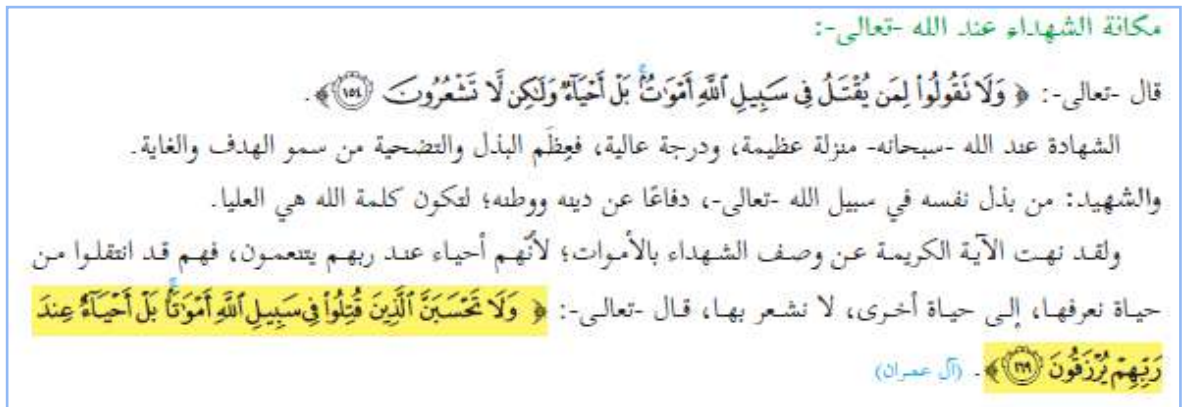 مكانة الشهداء عند الله -تعالى-:
قال -تعالى-: ﴿ وَلَا تَقُولُوا۟ لِمَن يُقْتَلُ فِى سَبِيلِ ٱللَّهِ أَمْوَٰتٌۢ بَلْ أَحْيَآءٌ وَلَٰكِن لَّا تَشْعُرُونَ ١٥٤ ﴾.
الشهادة عند الله -سبحانه- منزلة عظيمة، ودرجة عالية، فعِظَم البذل والتضحية من سمو الهدف والغاية.
والشهيد: من بذل نفسه في سبيل الله -تعالى-، دفاعًا عن دينه ووطنه؛ لتكون كلمة الله هي العليا.
ولقد نهت الآية الكريمة عن وصف الشهداء بالأموات؛ لأنّهم أحياء عند ربهم يتنعمون، فهم قد انتقلوا من
حياة نعرفها، إلى حياة أخرى، لا نشعر بها، قال -تعالى-: ﴿ وَلَا تَحْسَبَنَّ ٱلَّذِينَ قُتِلُوا۟ فِى سَبِيلِ ٱللَّهِ أَمْوَٰتًۢا بَلْ أَحْيَآءٌ عِندَ
رَبِّهِمْ يُرْزَقُونَ ١٦٩ ﴾. (آل عمران)